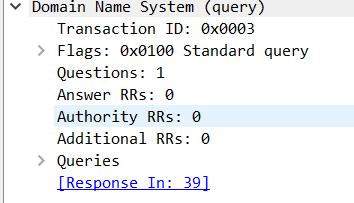 Domain Name System (query)
Transaction ID: 0x0003
Flags: 0x0100 Standard query
Questions: 1
Answer RRs: 0
Authority RRs: 0
Additional RRs: 0
Queries
[Response In: 39]